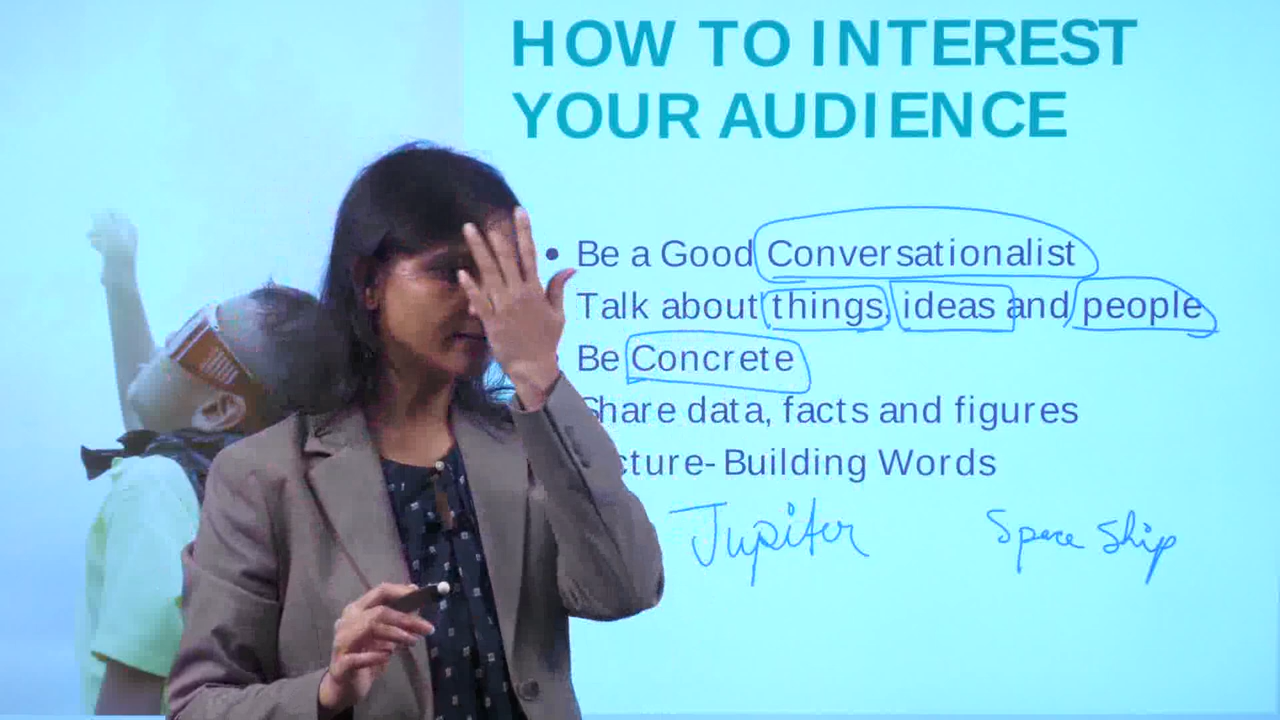 HOW TO INTEREST
YOUR AUDIENCE
• Be a Good Conversationalist
Talk about things, ideas and people
Be Concrete
Share data, facts and figures
cture-Building Words
Jupiter Space Ship